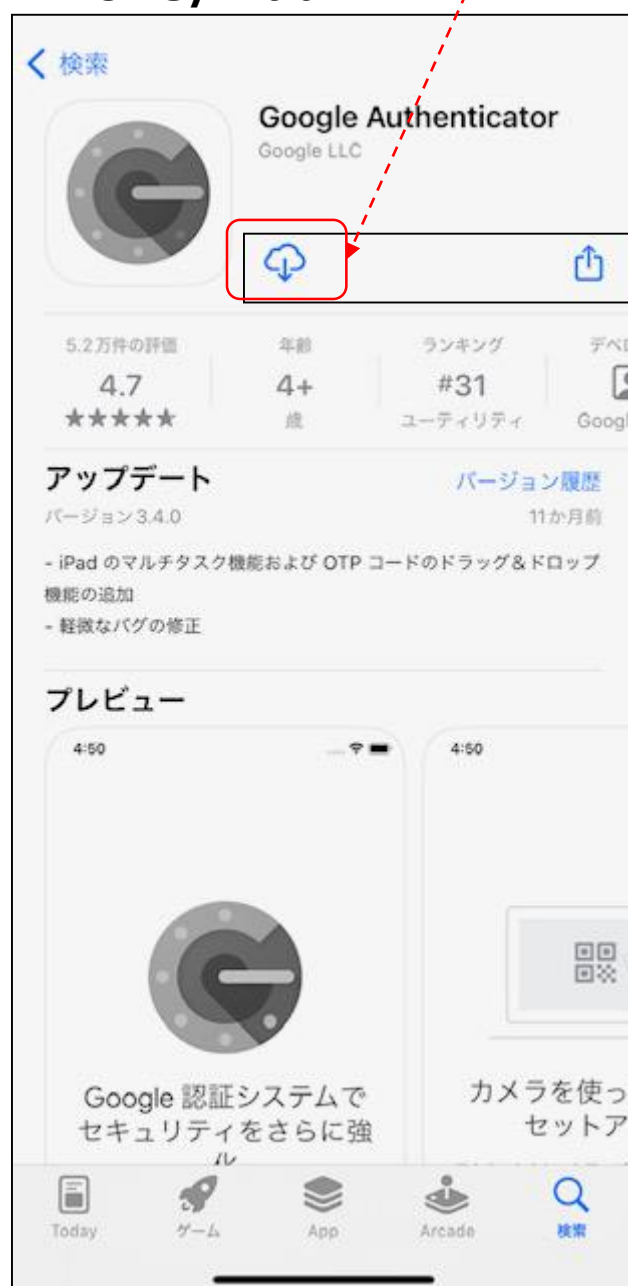 検索
Google Authenticator
Google LLC
5.2万件の評価
年齢
ランキング
4.7
4+
#31
★★★★★
歳
ユーティリティ
アップデート
バージョン履歴
バージョン 3.4.0
11か月前
- iPad のマルチタスク機能および OTP コードのドラッグ&ドロップ
機能の追加
- 軽微なバグの修正
プレビュー
4:50
4:50
Google 認証システムで
セキュリティをさらに強
カメラを使っ
セットア
Today
ゲーム
App
Arcade
検索